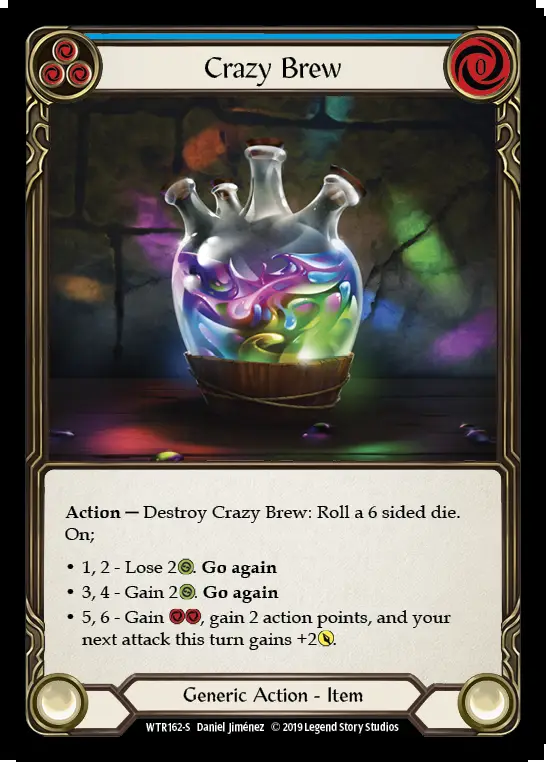 Crazy Brew
0
Action — Destroy Crazy Brew: Roll a 6 sided die.
On;
• 1, 2 - Lose 2. Go again
• 3, 4 - Gain 2. Go again
• 5, 6 - Gain , gain 2 action points, and your
next attack this turn gains +2.
Generic Action - Item
WTR162-S Daniel Jiménez © 2019 Legend Story Studios